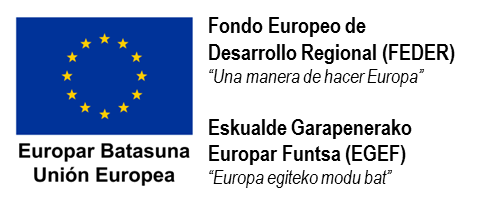 Fondo Europeo de
Desarrollo Regional (FEDER)
“Una manera de hacer Europa”
Eskualde Garapenerako
Europar Funtsa (EGEF)
“Europa egiteko modu bat”
Europar Batasuna
Unión Europea